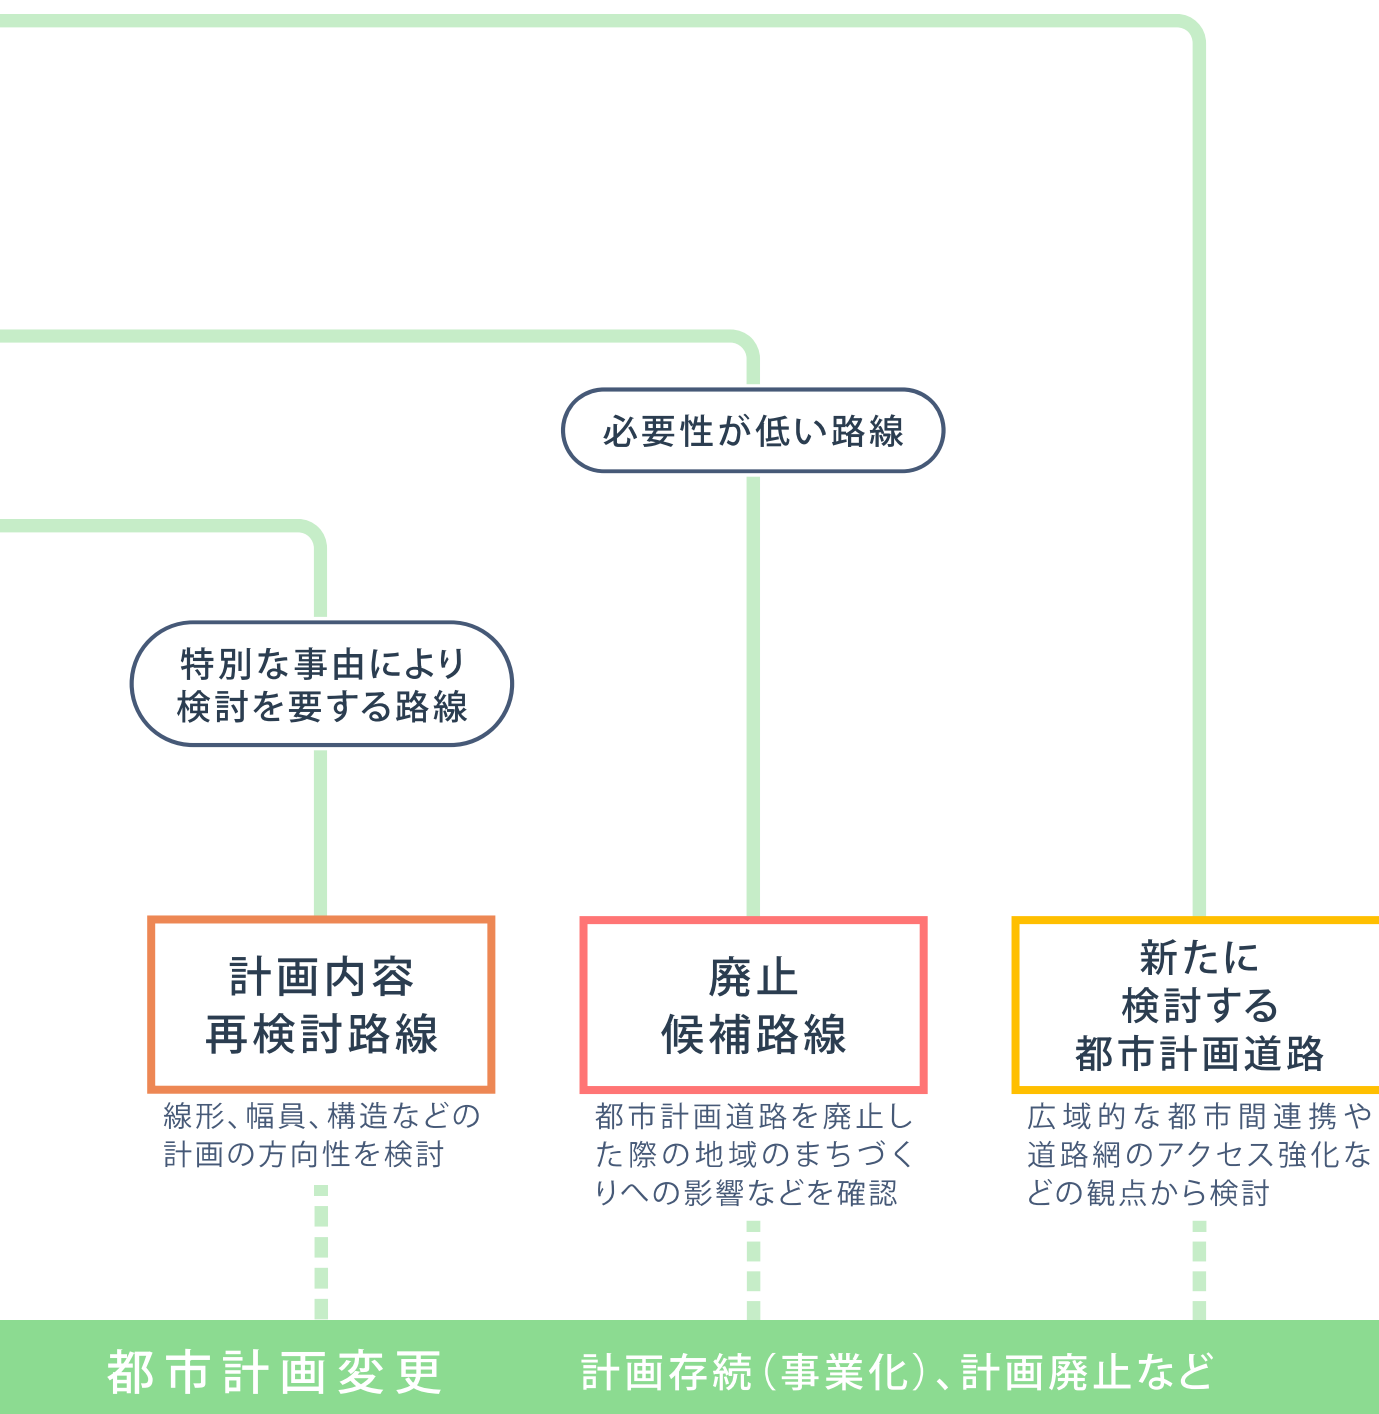 必要性が低い路線
特別な事由により
検討を要する路線
計画内容
再検討路線
線形、幅員、構造などの
計画の方向性を検討
廃止
候補路線
都市計画道路を廃止し
た際の地域のまちづく
りへの影響などを確認
新たに
検討する
都市計画道路
広域的な都市間連携や
道路網のアクセス強化な
どの観点から検討
都市計画変更
計画存続（事業化）、計画廃止など